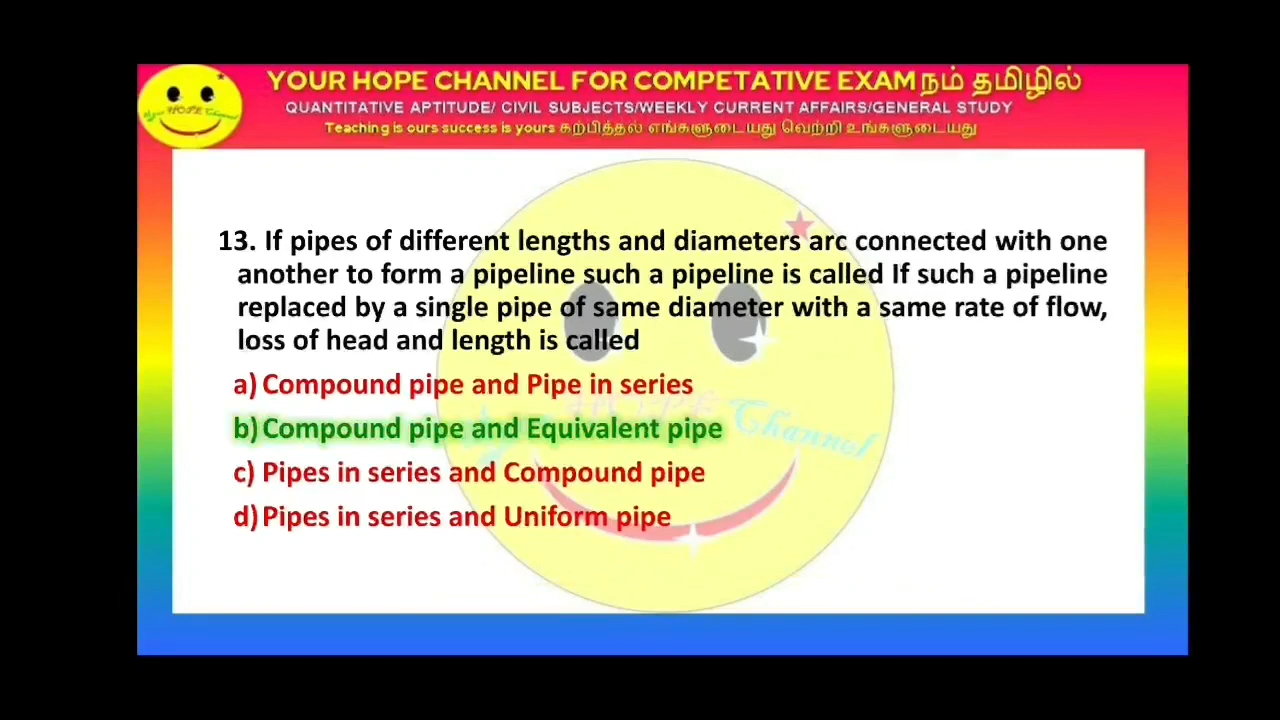 YOUR HOPE CHANNEL FOR COMPETATIVE EXAM நம் தமிழில்
QUANTITATIVE APTITUDE/ CIVIL SUBJECTS/WEEKLY CURRENT AFFAIRS/GENERAL STUDY
Teaching is ours success is yours கற்பித்தல் எங்களுடையது வெற்றி உங்களுடையது
13. If pipes of different lengths and diameters arc connected with one
another to form a pipeline such a pipeline is called If such a pipeline
replaced by a single pipe of same diameter with a same rate of flow,
loss of head and length is called
a) Compound pipe and Pipe in series
b) Compound pipe and Equivalent pipe
c) Pipes in series and Compound pipe
d) Pipes in series and Uniform pipe
HOPE Channel